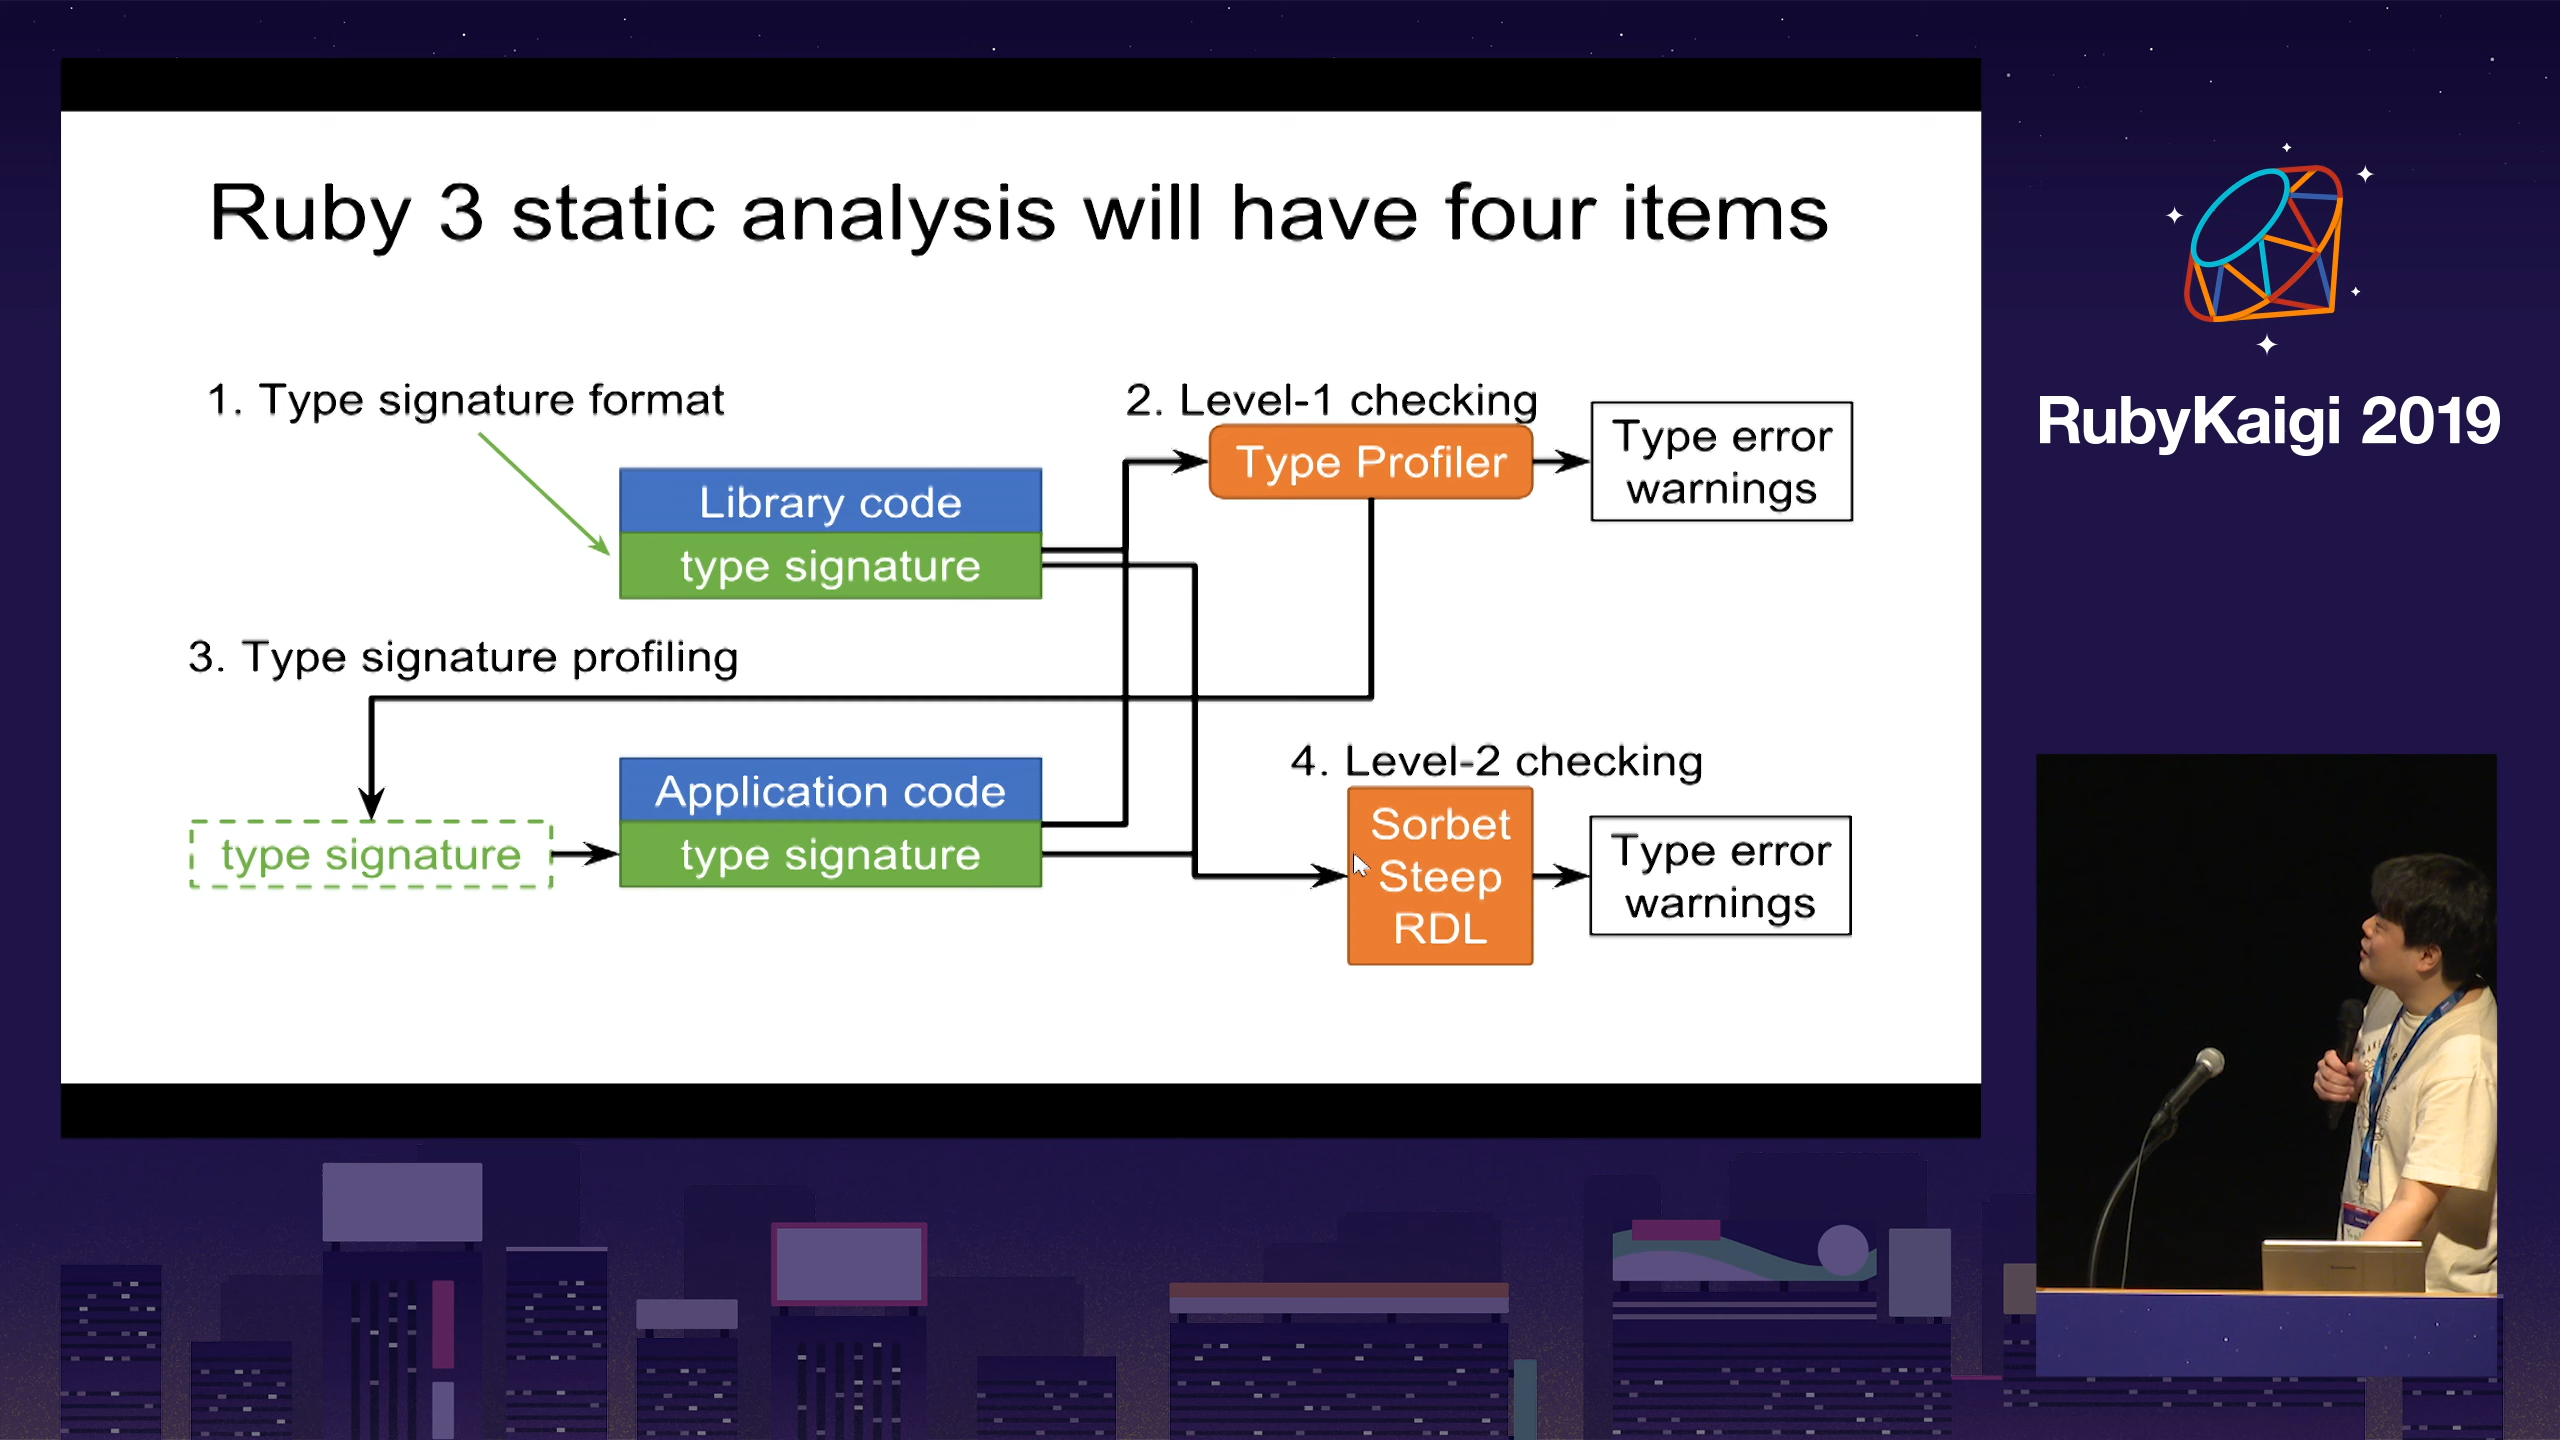 Ruby 3 static analysis will have four items
1. Type signature format
Library code
type signature
2. Level-1 checking
Type Profiler
Type error
warnings
3. Type signature profiling
type signature
Application code
type signature
4. Level-2 checking
Sorbet
Steep
RDL
Type error
warnings
RubyKaigi 2019